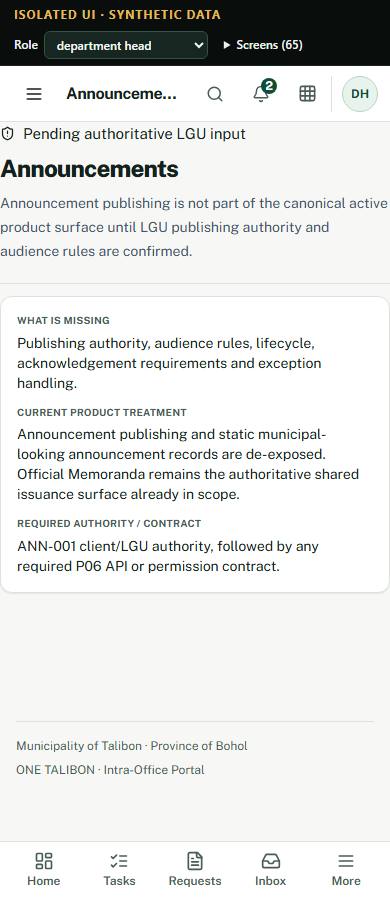 ISOLATED UI · SYNTHETIC DATA
Role department head Screens (65)
Announceme... 2 DH
Pending authoritative LGU input
Announcements
Announcement publishing is not part of the canonical active
product surface until LGU publishing authority and
audience rules are confirmed.
WHAT IS MISSING
Publishing authority, audience rules, lifecycle,
acknowledgement requirements and exception
handling.
CURRENT PRODUCT TREATMENT
Announcement publishing and static municipal-
looking announcement records are de-exposed.
Official Memoranda remains the authoritative shared
issuance surface already in scope.
REQUIRED AUTHORITY / CONTRACT
ANN-001 client/LGU authority, followed by any
required P06 API or permission contract.
Municipality of Talibon · Province of Bohol
ONE TALIBON · Intra-Office Portal
Home Tasks Requests Inbox More